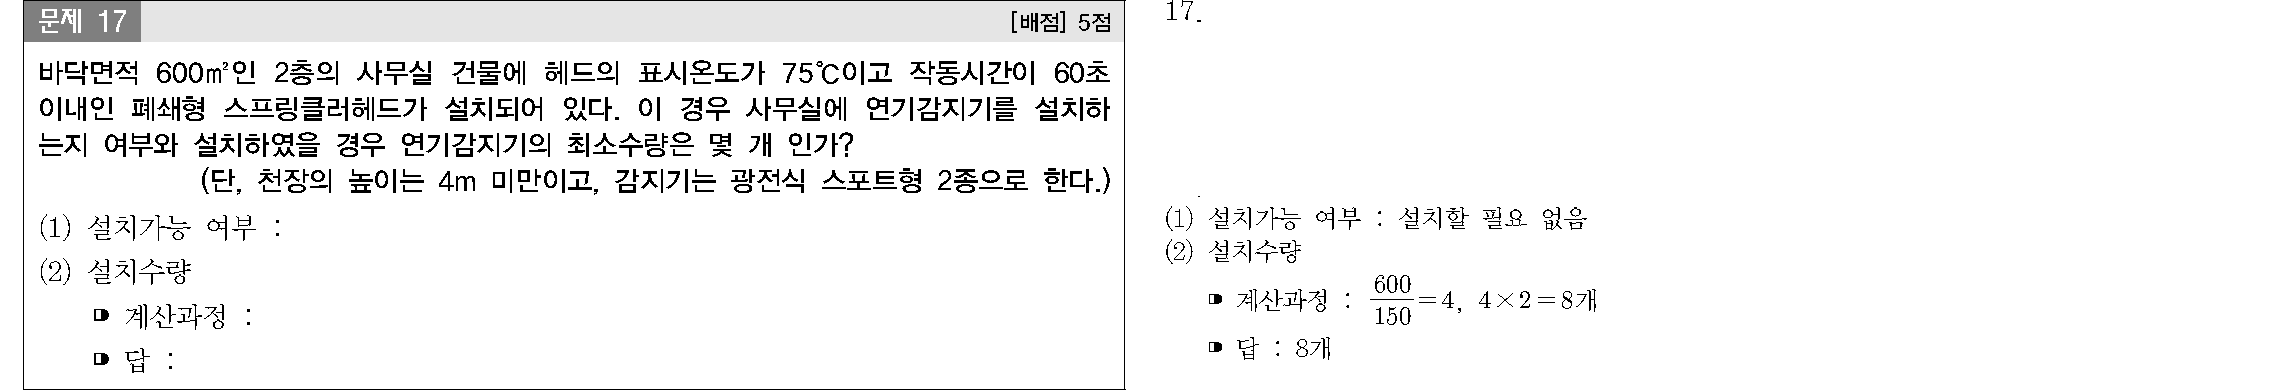 문제 17
[배점] 5점
바닥면적 600㎡인 2층의 사무실 건물에 헤드의 표시온도가 75℃이고 작동시간이 60초
이내인 폐쇄형 스프링클러헤드가 설치되어 있다. 이 경우 사무실에 연기감지기를 설치하
는지 여부와 설치하였을 경우 연기감지기의 최소수량은 몇 개 인가?
(단, 천장의 높이는 4m 미만이고, 감지기는 광전식 스포트형 2종으로 한다.)
(1) 설치가능 여부 :
(2) 설치수량
계산과정 :
답 :
17.
(1) 설치가능 여부 : 설치할 필요 없음
(2) 설치수량
계산과정 : 600/150 = 4, 4×2 = 8개
답 : 8개